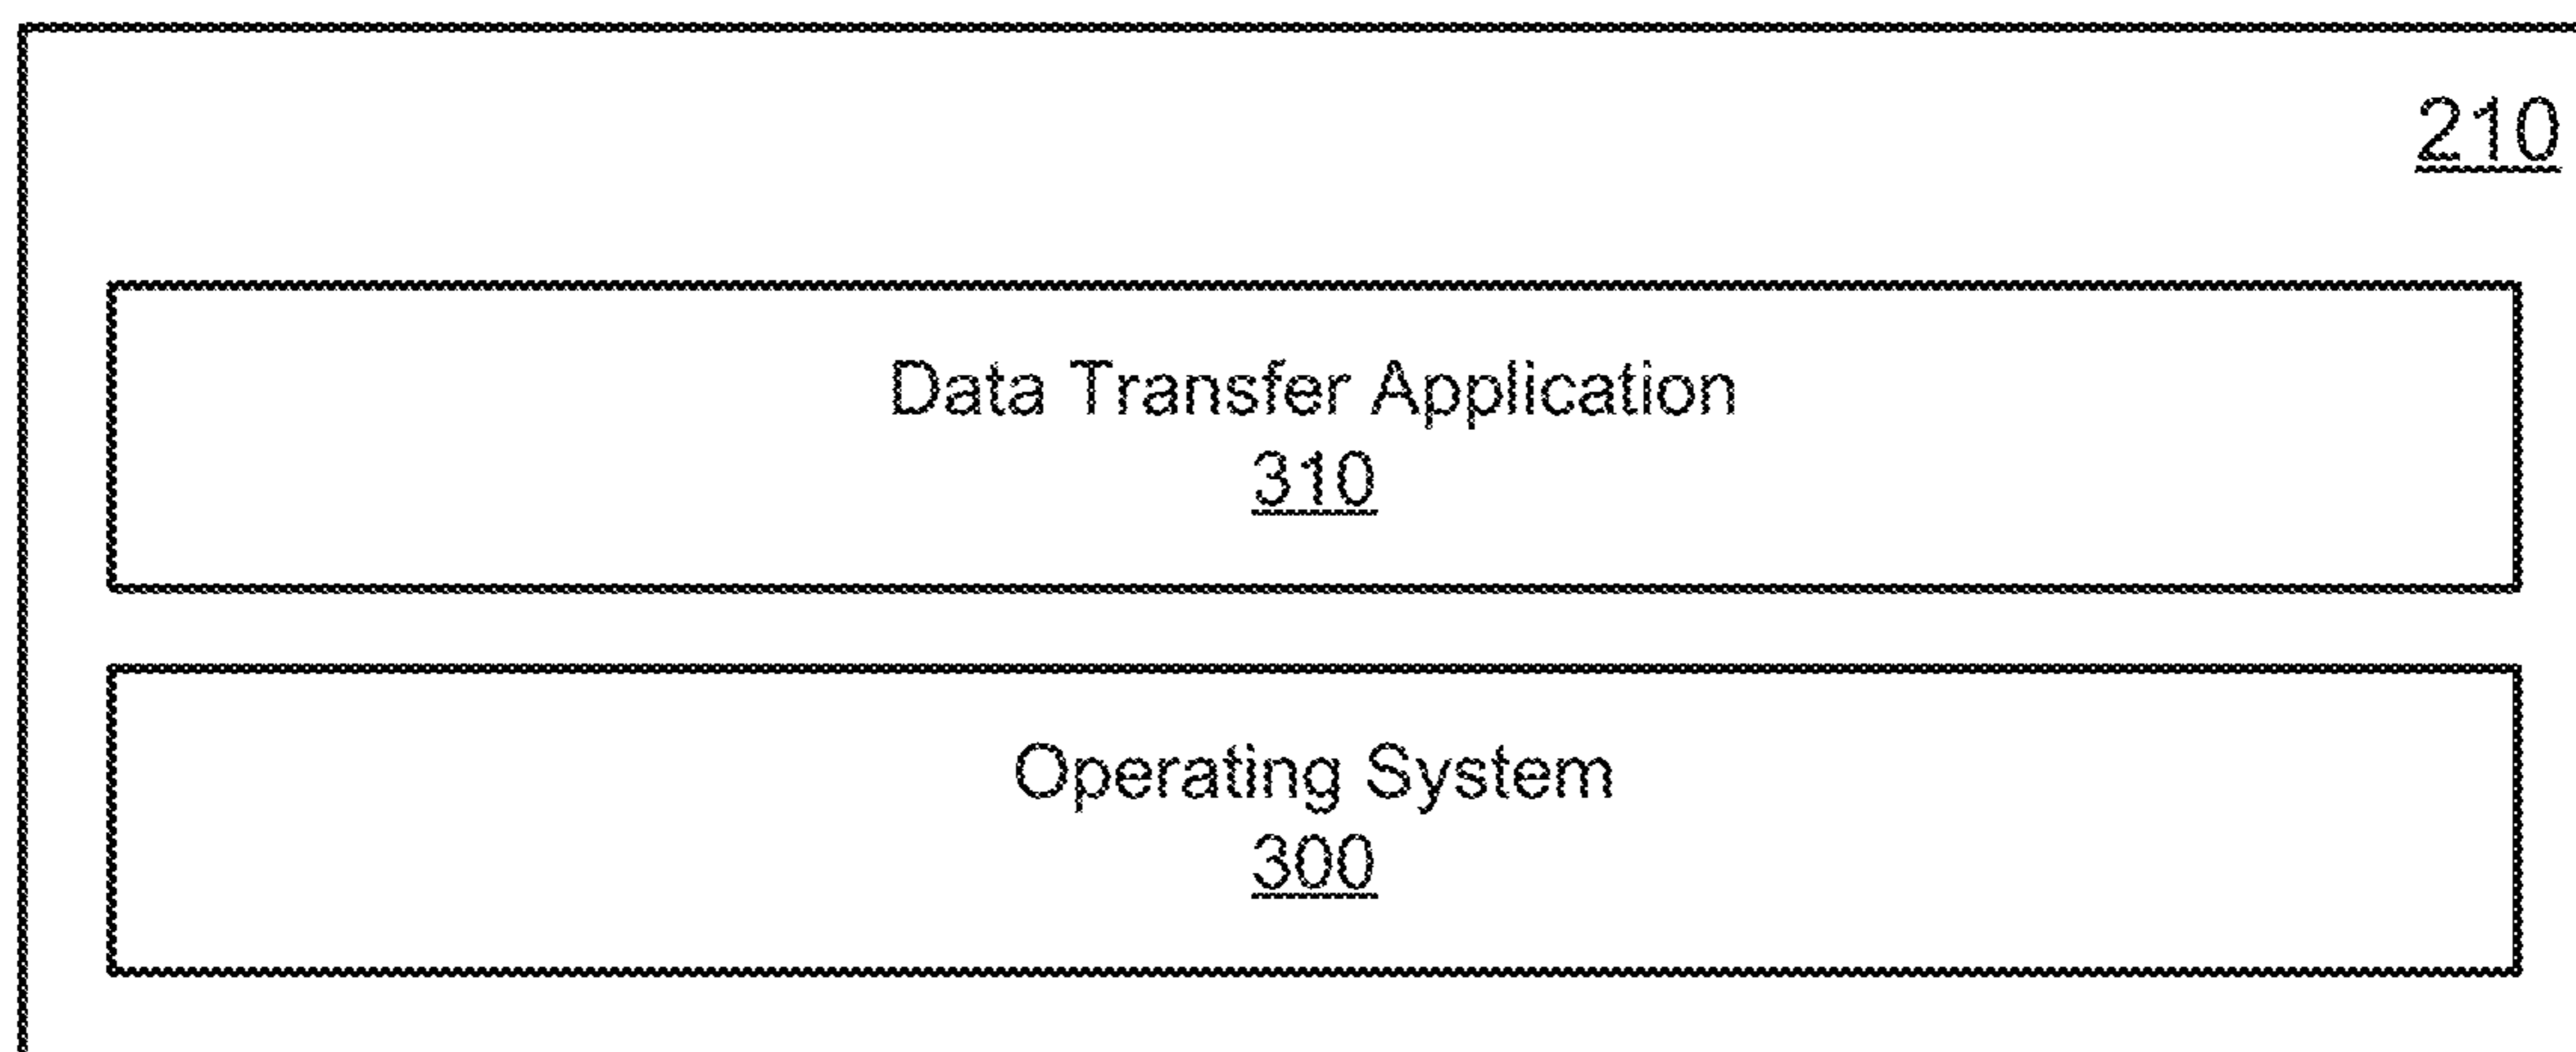 210
Data Transfer Application
310
Operating System
300